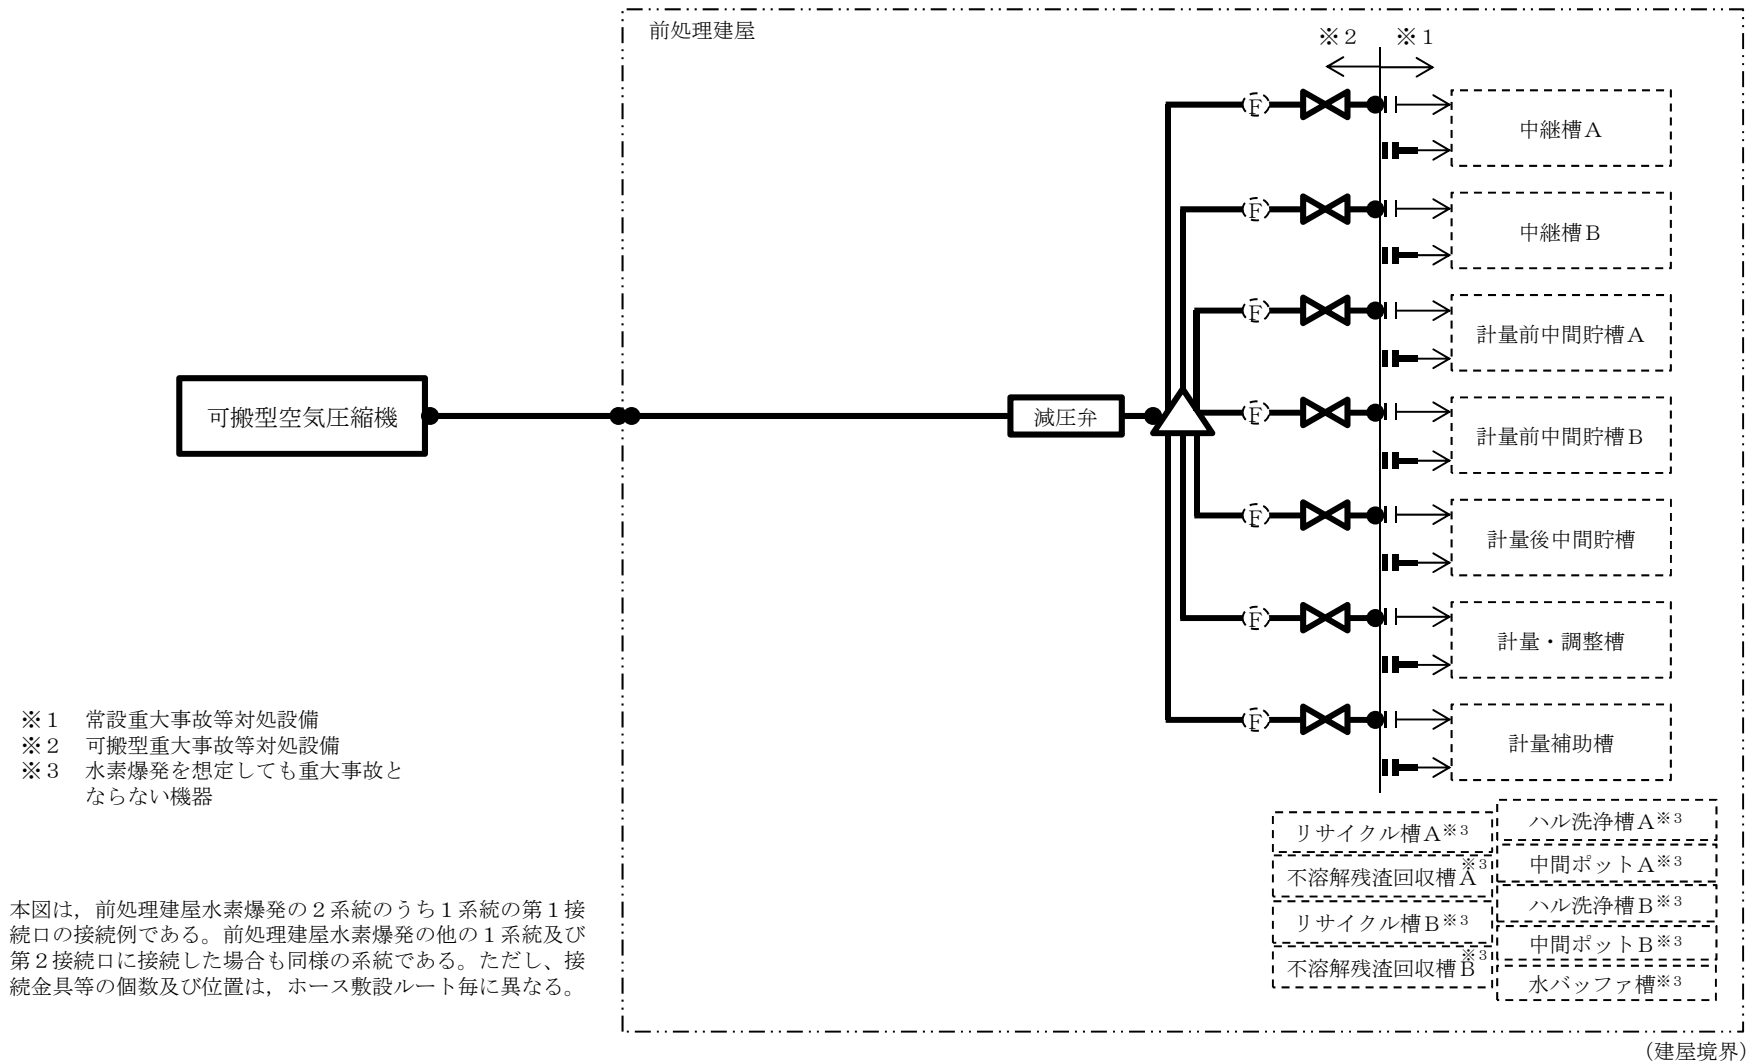 前処理建屋
※2 ※1
Ⓕ
中継槽A
Ⓕ
中継槽B
Ⓕ
計量前中間貯槽A
Ⓕ
計量前中間貯槽B
可搬型空気圧縮機
減圧弁
Ⓕ
計量後中間貯槽
Ⓕ
計量・調整槽
Ⓕ
計量補助槽
※1 常設重大事故等対処設備
※2 可搬型重大事故等対処設備
※3 水素爆発を想定しても重大事故と
ならない機器
リサイクル槽A※3
不溶解残渣回収槽A※3
リサイクル槽B※3
不溶解残渣回収槽B※3
ハル洗浄槽A※3
中間ポットA※3
ハル洗浄槽B※3
中間ポットB※3
水バッファ槽※3
本図は，前処理建屋水素爆発の２系統のうち１系統の第１接
続口の接続例である。前処理建屋水素爆発の他の１系統及び
第２接続口に接続した場合も同様の系統である。ただし、接
続金具等の個数及び位置は，ホース敷設ルート毎に異なる。
(建屋境界)